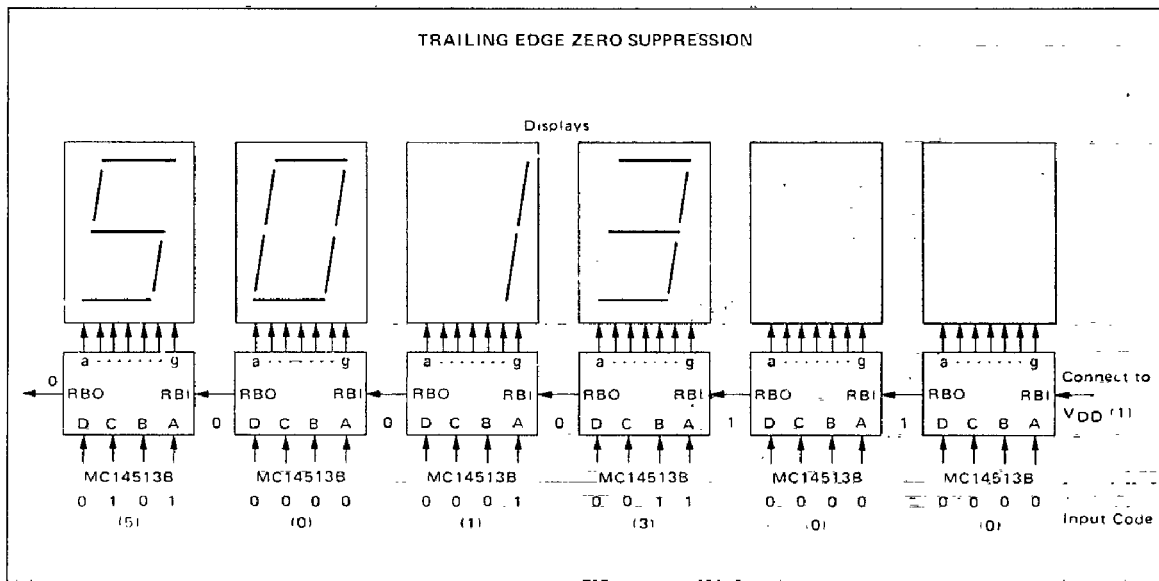 TRAILING EDGE ZERO SUPPRESSION
Displays
a g a g a g a g a g a g
Connect to
0 RBO RBI RBO RBI RBO RBI RBO RBI RBO RBI RBO RBI
VDD (1)
D C B A 0 D C B A 0 D C B A 0 D C B A 1 D C B A 1 D C B A
MC14513B MC14513B MC14513B MC14513B MC14513B MC14513B
0 1 0 1 0 0 0 0 0 0 0 1 0 0 1 1 0 0 0 0 0 0 0 0
Input Code
(5) (0) (1) (3) (0) (0)